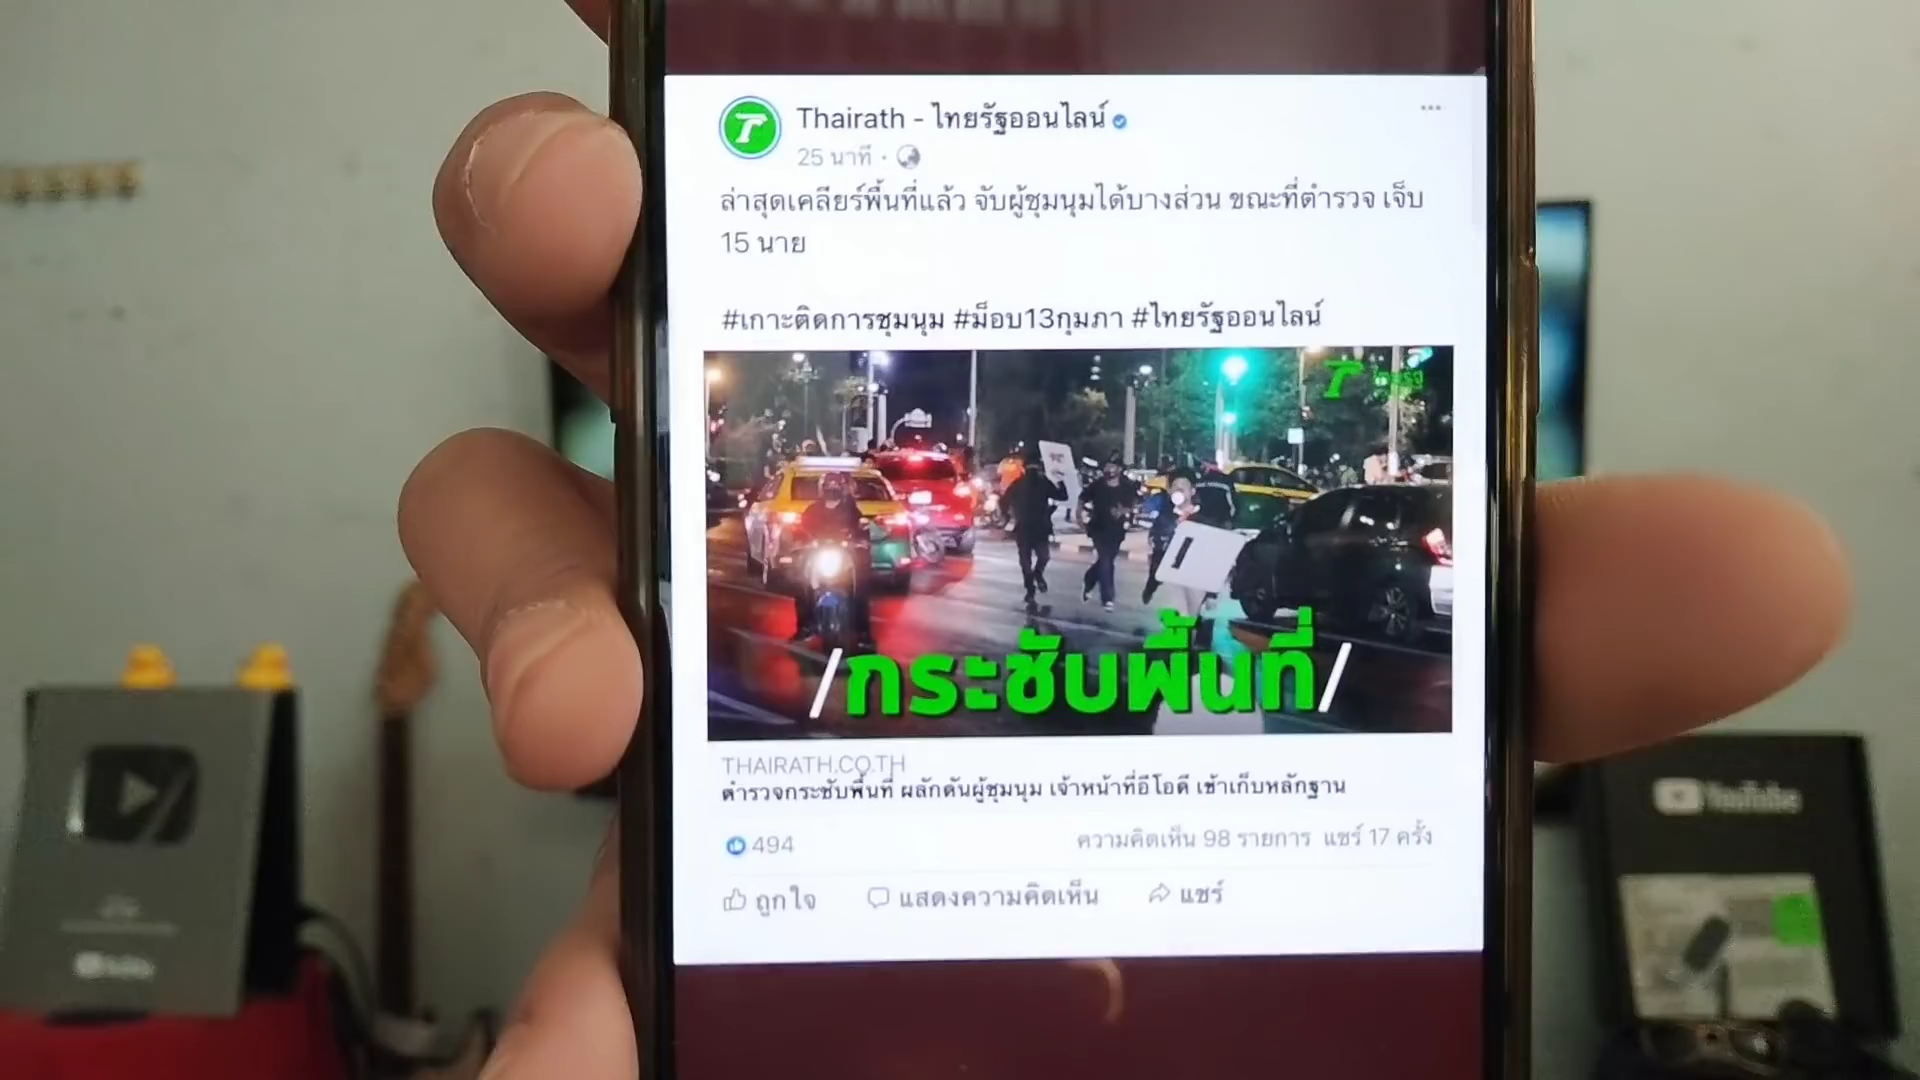 Thairath - ไทยรัฐออนไลน์
25 นาที ·
ล่าสุดเคลียร์พื้นที่แล้ว จับผู้ชุมนุมได้บางส่วน ขณะที่ตำรวจ เจ็บ
15 นาย
#เกาะติดการชุมนุม #ม็อบ13กุมภา #ไทยรัฐออนไลน์
/กระชับพื้นที่/
THAIRATH.CO.TH
ตำรวจกระชับพื้นที่ ผลักดันผู้ชุมนุม เจ้าหน้าที่อีโอดี เข้าเก็บหลักฐาน
494
ความคิดเห็น 98 รายการ แชร์ 17 ครั้ง
ถูกใจ แสดงความคิดเห็น แชร์
YouTube